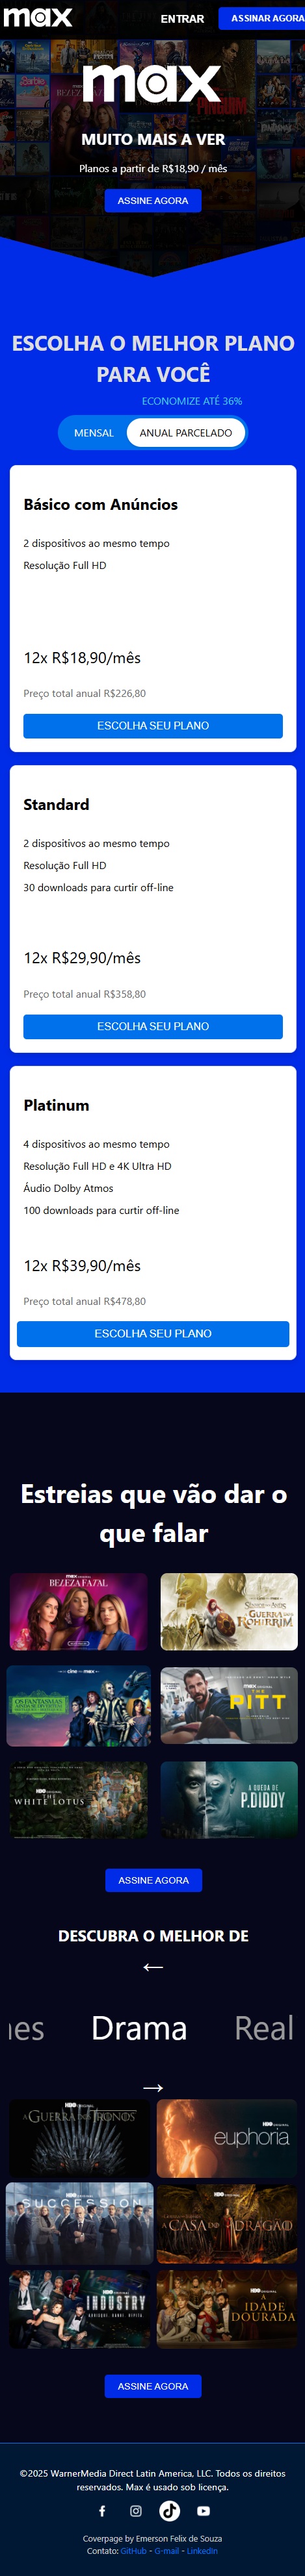 max
ENTRAR
ASSINAR AGORA
max
MUITO MAIS A VER
Planos a partir de R$18,90 / mês
ASSINE AGORA
ESCOLHA O MELHOR PLANO
PARA VOCÊ
ECONOMIZE ATÉ 36%
MENSAL
ANUAL PARCELADO
Básico com Anúncios
2 dispositivos ao mesmo tempo
Resolução Full HD
12x R$18,90/mês
Preço total anual R$226,80
ESCOLHA SEU PLANO
Standard
2 dispositivos ao mesmo tempo
Resolução Full HD
30 downloads para curtir off-line
12x R$29,90/mês
Preço total anual R$358,80
ESCOLHA SEU PLANO
Platinum
4 dispositivos ao mesmo tempo
Resolução Full HD e 4K Ultra HD
Áudio Dolby Atmos
100 downloads para curtir off-line
12x R$39,90/mês
Preço total anual R$478,80
ESCOLHA SEU PLANO
Estreias que vão dar o
que falar
BELEZA FATAL
GUERRA
ROHIRRIM
OS FANTASMAS
AINDA SE DIVERTEM
THE
PITT
THE
WHITE LOTUS
A QUEDA DE
P.DIDDY
ASSINE AGORA
DESCUBRA O MELHOR DE
←
nes
Drama
Real
→
A GUERRA DOS TRONOS
HBO ORIGINAL
euphoria
SUCCESSION
A CASA DO DRAGÃO
INDUSTRY
A
IDADE
DOURADA
ASSINE AGORA
©2025 WarnerMedia Direct Latin America, LLC. Todos os direitos
reservados. Max é usado sob licença.
Coverpage by Emerson Felix de Souza
Contato: GitHub - G-mail - LinkedIn